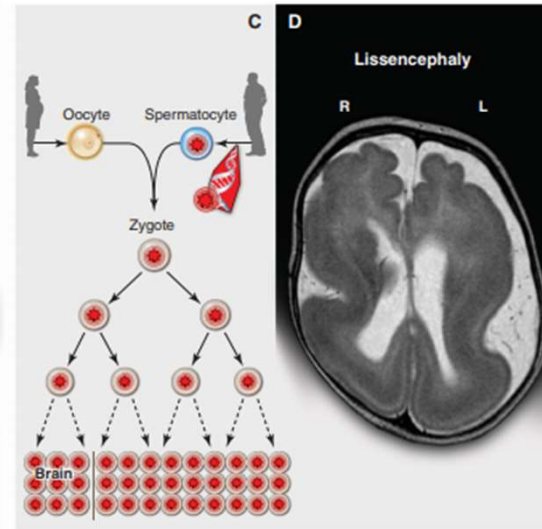 C
D
Lissencephaly
R
L
Oocyte
Spermatocyte
Zygote
Brain